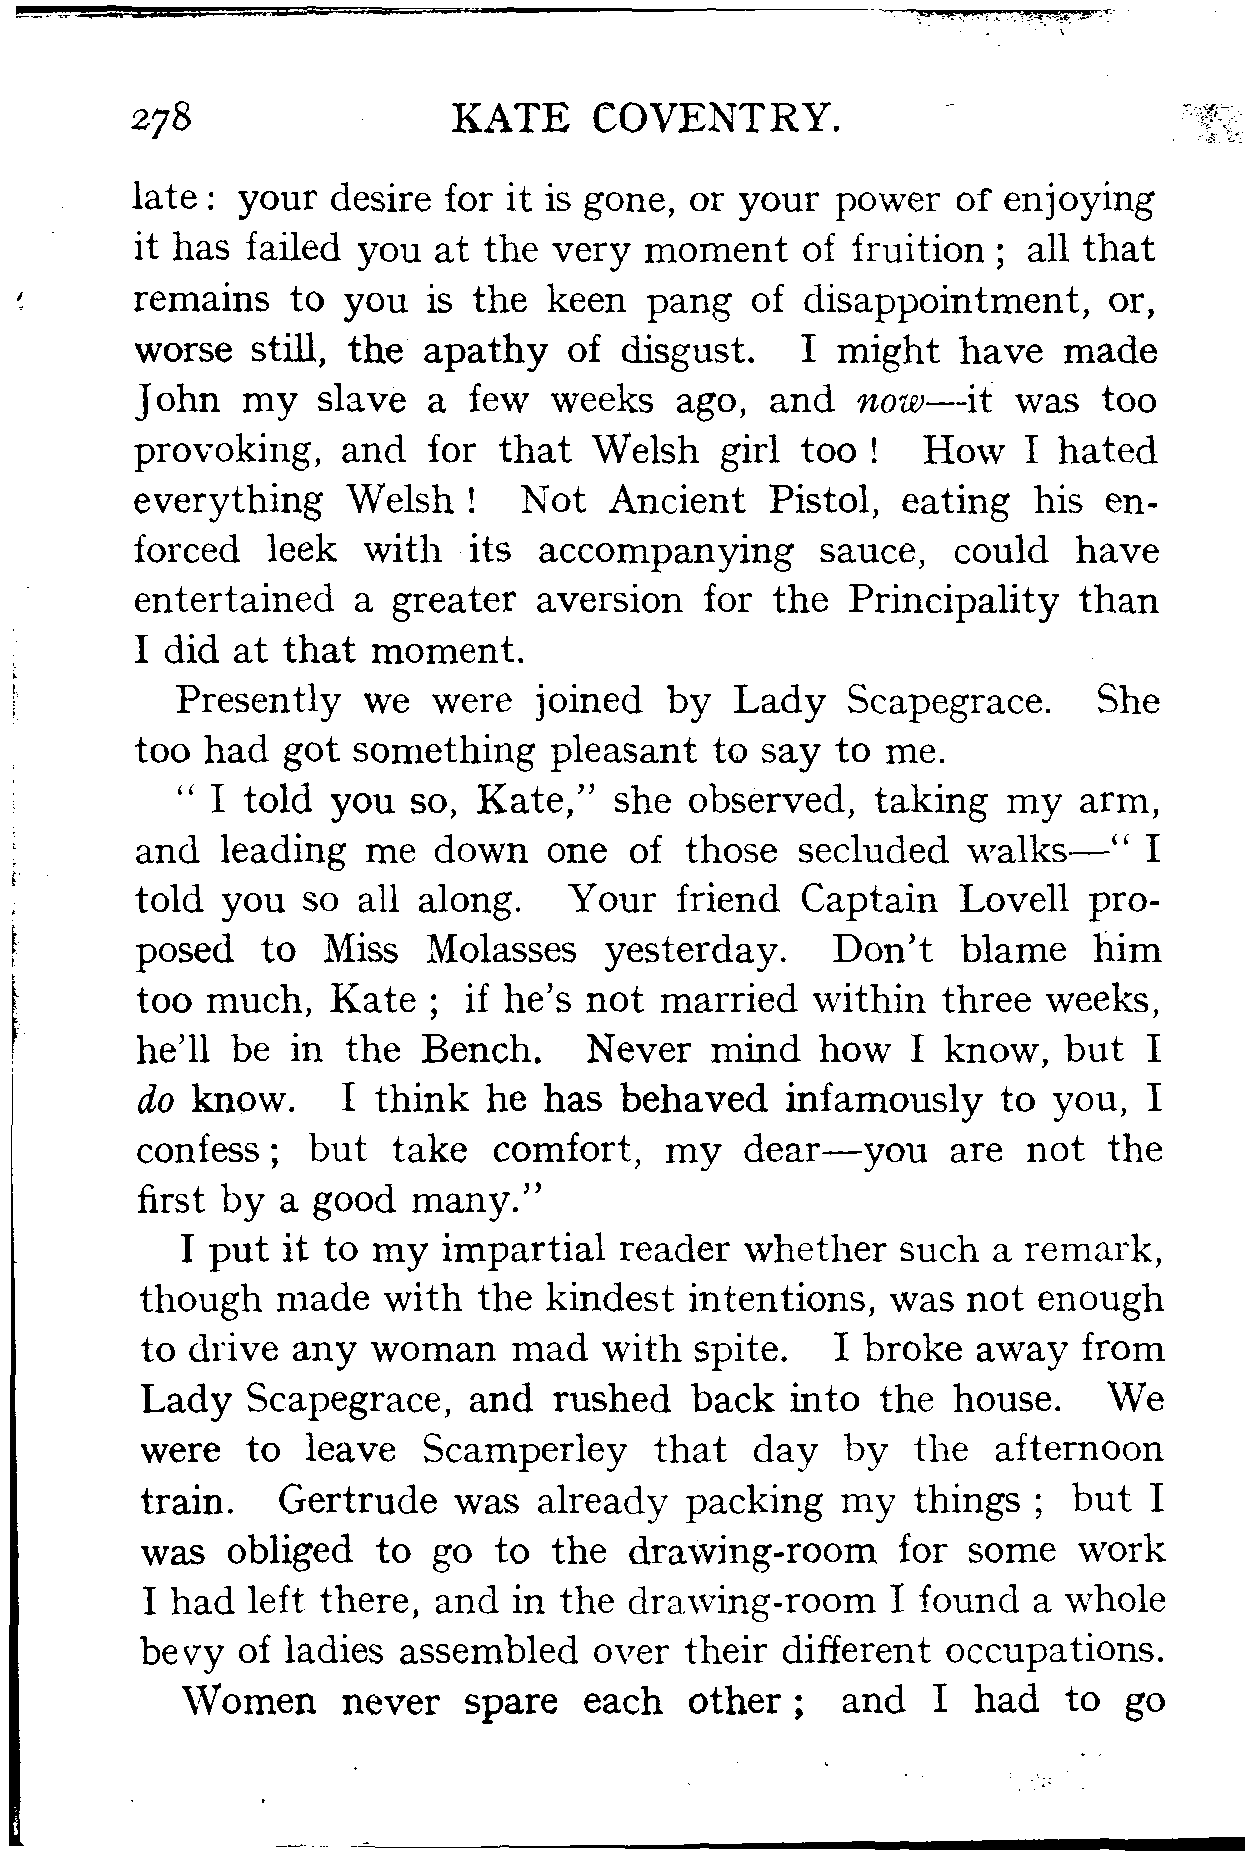 278 KATE COVENTRY.
late : your desire for it is gone, or your power of enjoying
it has failed you at the very moment of fruition ; all that
remains to you is the keen pang of disappointment, or,
worse still, the apathy of disgust. I might have made
John my slave a few weeks ago, and now—it was too
provoking, and for that Welsh girl too ! How I hated
everything Welsh ! Not Ancient Pistol, eating his en-
forced leek with its accompanying sauce, could have
entertained a greater aversion for the Principality than
I did at that moment.
Presently we were joined by Lady Scapegrace. She
too had got something pleasant to say to me.
“ I told you so, Kate,” she observed, taking my arm,
and leading me down one of those secluded walks—“ I
told you so all along. Your friend Captain Lovell pro-
posed to Miss Molasses yesterday. Don’t blame him
too much, Kate ; if he’s not married within three weeks,
he’ll be in the Bench. Never mind how I know, but I
do know. I think he has behaved infamously to you, I
confess ; but take comfort, my dear—you are not the
first by a good many.”
I put it to my impartial reader whether such a remark,
though made with the kindest intentions, was not enough
to drive any woman mad with spite. I broke away from
Lady Scapegrace, and rushed back into the house. We
were to leave Scamperley that day by the afternoon
train. Gertrude was already packing my things ; but I
was obliged to go to the drawing-room for some work
I had left there, and in the drawing-room I found a whole
bevy of ladies assembled over their different occupations.
Women never spare each other ; and I had to go